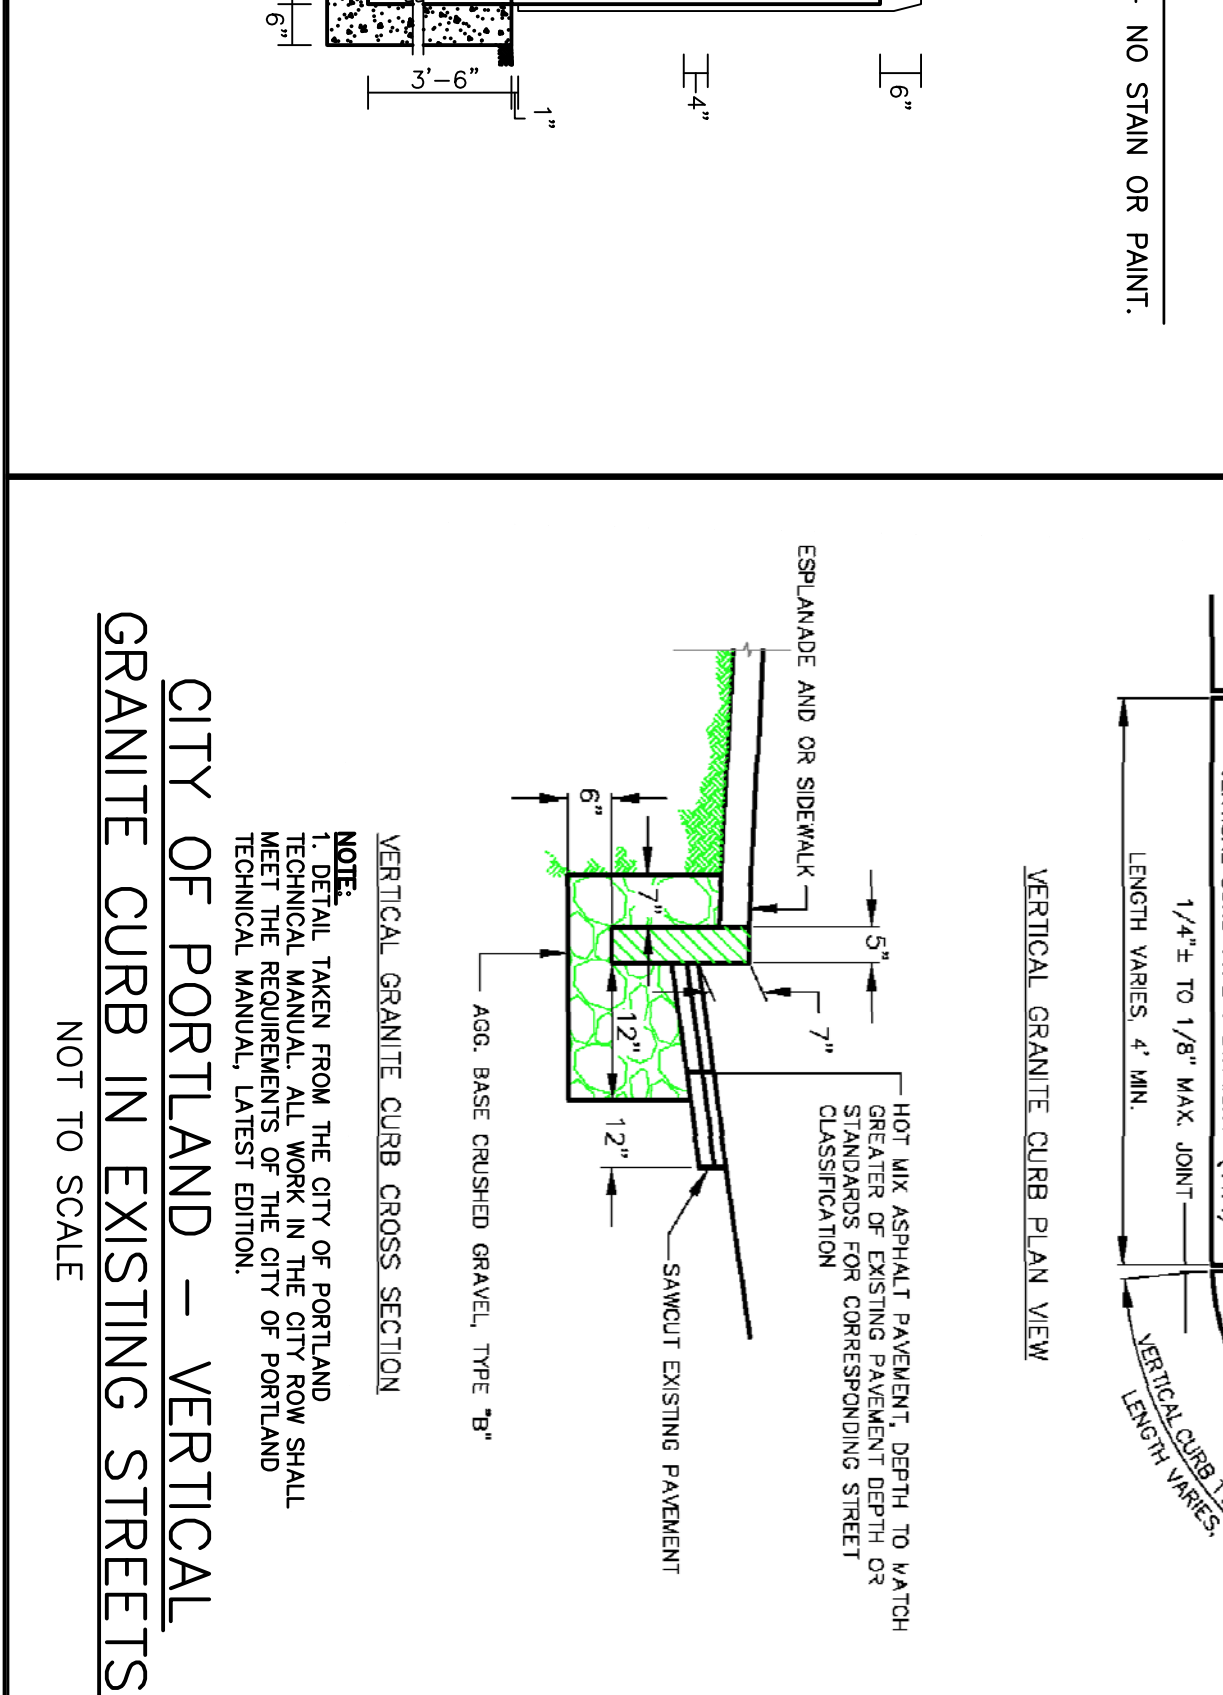 NO STAIN OR PAINT.
6"
3'-6"
1"
4"
6"
LENGTH VARIES, 4' MIN.
1/4"± TO 1/8" MAX. JOINT
VERTICAL CURB
LENGTH VARIES,
VERTICAL GRANITE CURB PLAN VIEW
ESPLANADE AND OR SIDEWALK
5"
7"
HOT MIX ASPHALT PAVEMENT, DEPTH TO MATCH
GREATER OF EXISTING PAVEMENT DEPTH OR
STANDARDS FOR CORRESPONDING STREET
CLASSIFICATION
6"
7"
12"
12"
SAWCUT EXISTING PAVEMENT
AGG. BASE CRUSHED GRAVEL, TYPE "B"
VERTICAL GRANITE CURB CROSS SECTION
NOTE:
1. DETAIL TAKEN FROM THE CITY OF PORTLAND
TECHNICAL MANUAL. ALL WORK IN THE CITY ROW SHALL
MEET THE REQUIREMENTS OF THE CITY OF PORTLAND
TECHNICAL MANUAL, LATEST EDITION.
CITY OF PORTLAND - VERTICAL
GRANITE CURB IN EXISTING STREETS
NOT TO SCALE